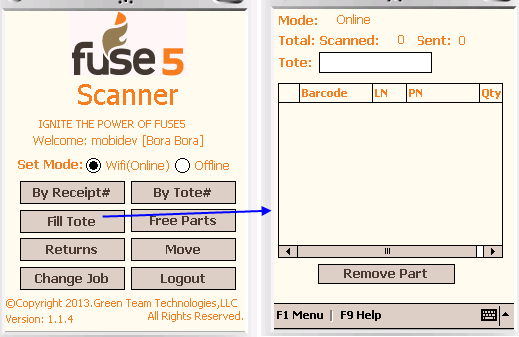 fuse 5
Scanner
IGNITE THE POWER OF FUSE5
Welcome: mobidev [Bora Bora]
Set Mode: Wifi(Online) Offline
By Receipt# By Tote#
Fill Tote Free Parts
Returns Move
Change Job Logout
©Copyright 2013.Green Team Technologies,LLC
Version: 1.1.4 All Rights Reserved.
Mode: Online
Total: Scanned: 0 Sent: 0
Tote:
Barcode LN PN Qty
Remove Part
F1 Menu | F9 Help